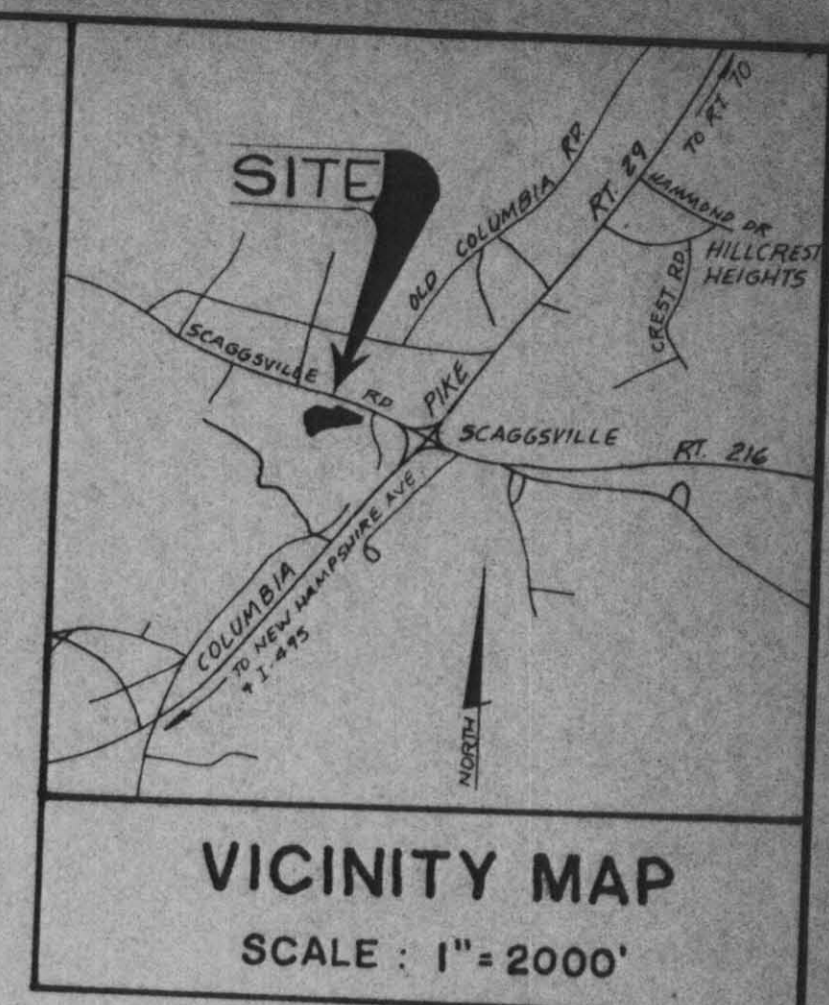 SITE
OLD COLUMBIA RD.
RT. 29
TO RT. 70
HAMMOND DR
HILLCREST
HEIGHTS
CREST RD
SCAGGSVILLE RD
COLUMBIA PIKE
SCAGGSVILLE
RT. 216
TO NEW HAMPSHIRE AVE.
& I-495
NORTH
VICINITY MAP
SCALE : 1" = 2000'